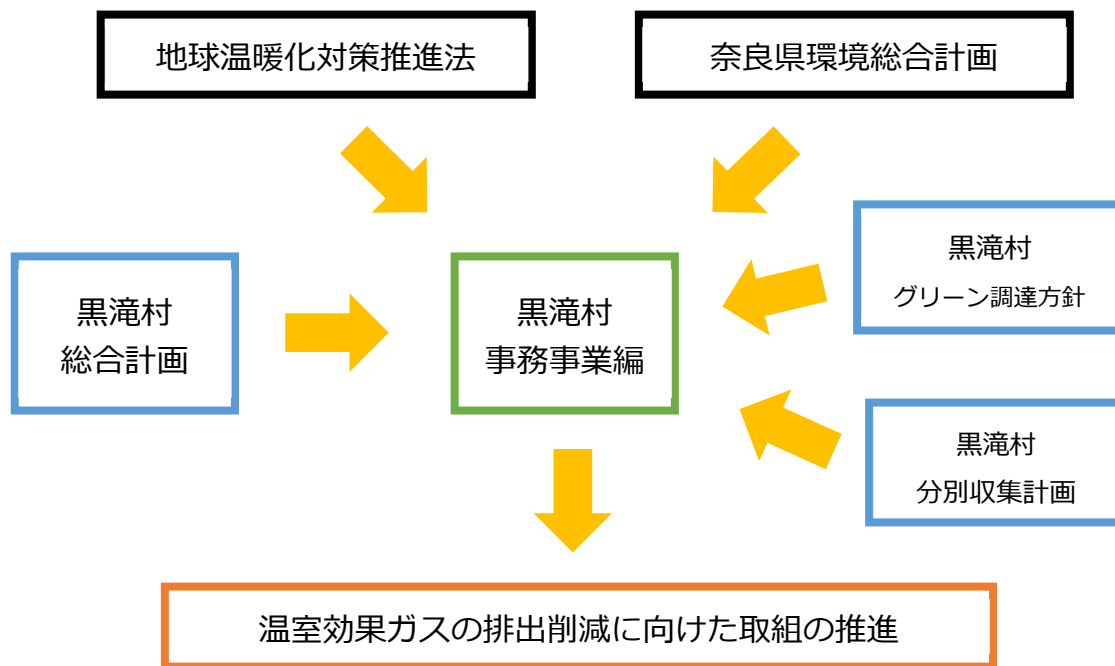 地球温暖化対策推進法
奈良県環境総合計画
黒滝村
総合計画
黒滝村
事務事業編
黒滝村
グリーン調達方針
黒滝村
分別収集計画
温室効果ガスの排出削減に向けた取組の推進